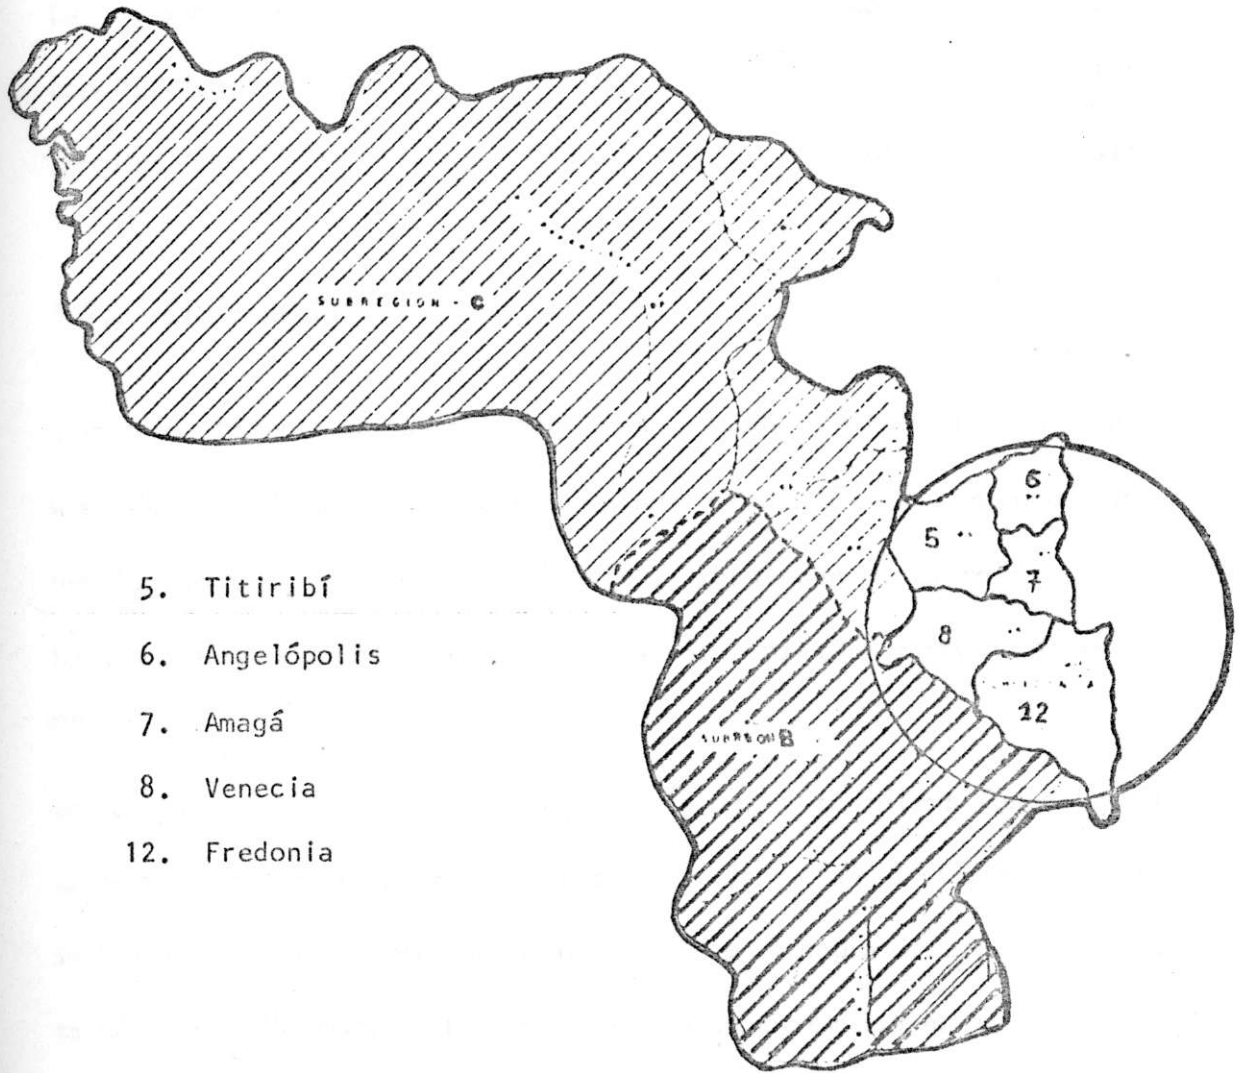 SUBREGION - C
6
5
7
8
12
SUBREGION B
5. Titiribí
6. Angelópolis
7. Amagá
8. Venecia
12. Fredonia